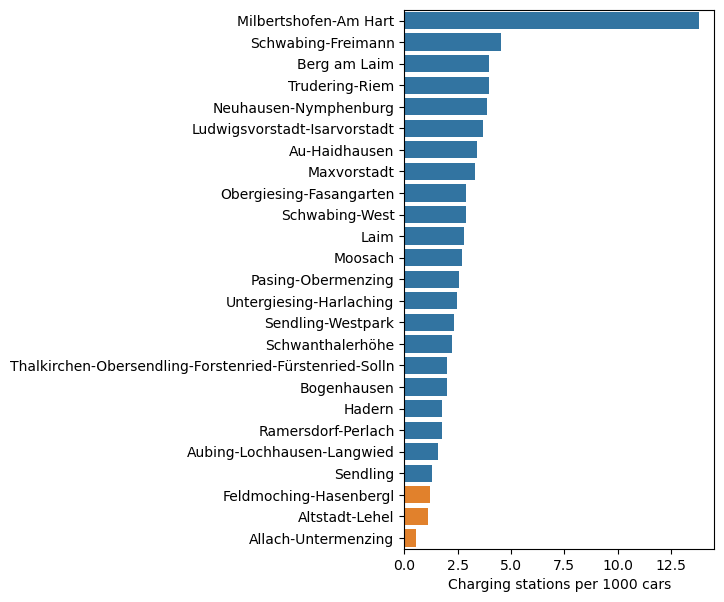 Milbertshofen-Am Hart
Schwabing-Freimann
Berg am Laim
Trudering-Riem
Neuhausen-Nymphenburg
Ludwigsvorstadt-Isarvorstadt
Au-Haidhausen
Maxvorstadt
Obergiesing-Fasangarten
Schwabing-West
Laim
Moosach
Pasing-Obermenzing
Untergiesing-Harlaching
Sendling-Westpark
Schwanthalerhöhe
Thalkirchen-Obersendling-Forstenried-Fürstenried-Solln
Bogenhausen
Hadern
Ramersdorf-Perlach
Aubing-Lochhausen-Langwied
Sendling
Feldmoching-Hasenbergl
Altstadt-Lehel
Allach-Untermenzing
0.0 2.5 5.0 7.5 10.0 12.5
Charging stations per 1000 cars